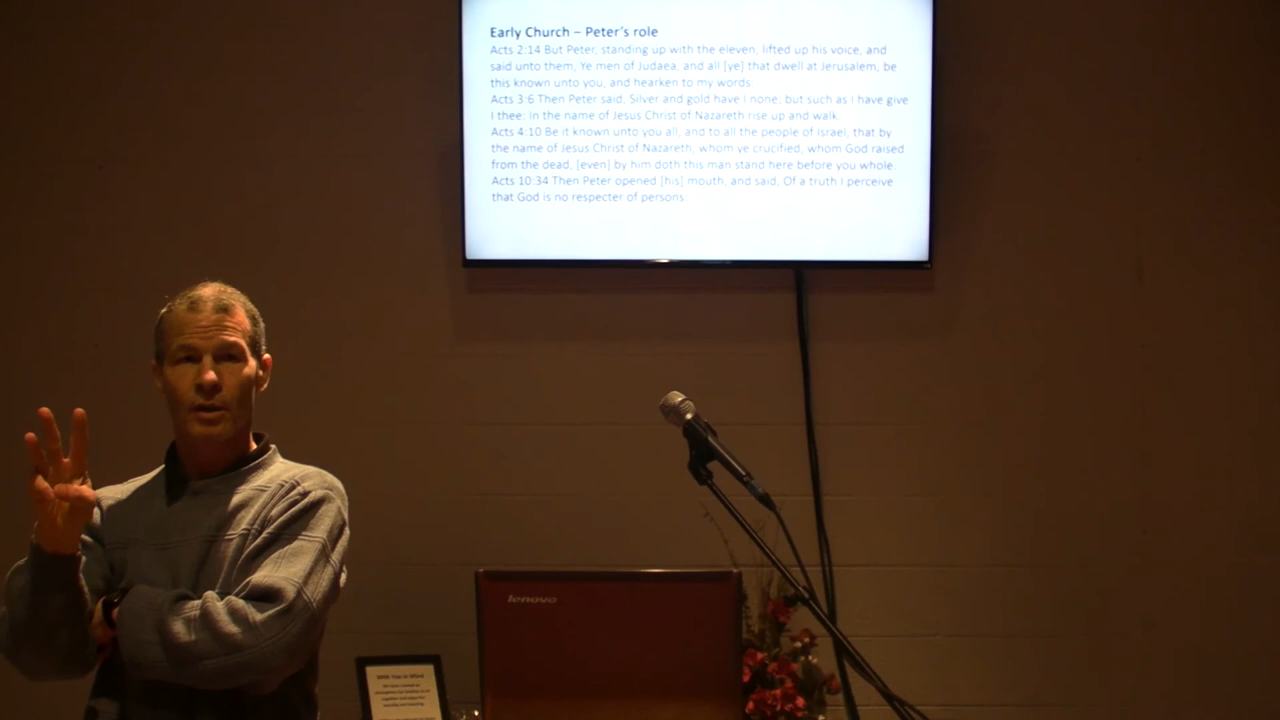 Early Church – Peter's role
Acts 2:14 But Peter, standing up with the eleven, lifted up his voice, and
said unto them, Ye men of Judaea, and all [ye] that dwell at Jerusalem, be
this known unto you, and hearken to my words:
Acts 3:6 Then Peter said, Silver and gold have I none; but such as I have give
I thee: In the name of Jesus Christ of Nazareth rise up and walk.
Acts 4:10 Be it known unto you all, and to all the people of Israel, that by
the name of Jesus Christ of Nazareth, whom ye crucified, whom God raised
from the dead, [even] by him doth this man stand here before you whole.
Acts 10:34 Then Peter opened [his] mouth, and said, Of a truth I perceive
that God is no respecter of persons:
lenovo
With You in Mind